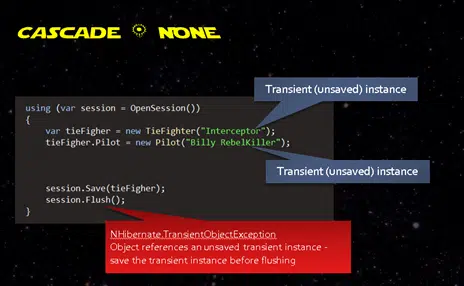 CASCADE NONE
Transient (unsaved) instance
using (var session = OpenSession())
{
var tieFigher = new TieFighter("Interceptor");
tieFigher.Pilot = new Pilot("Billy RebelKiller");
Transient (unsaved) instance
session.Save(tieFigher);
session.Flush();
}
NHibernate.TransientObjectException
Object references an unsaved transient instance -
save the transient instance before flushing